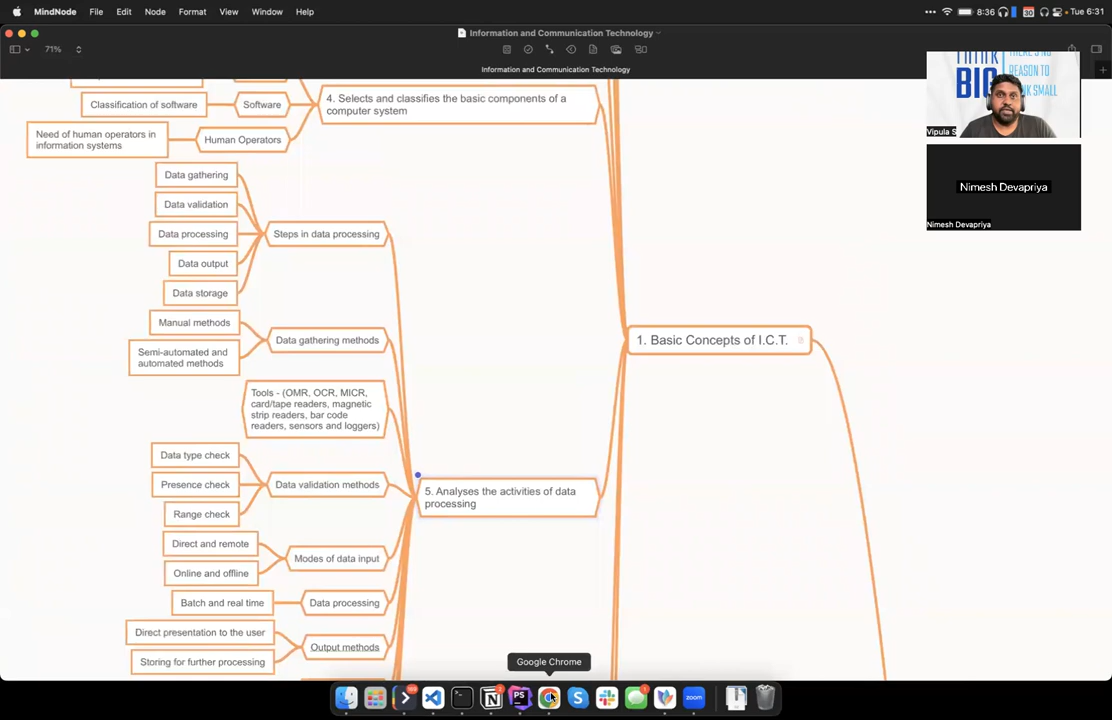 MindNode File Edit Node Format View Window Help
8:36
30
Tue 6:31
71%
Information and Communication Technology
Information and Communication Technology
THINK
BIG
THERE'S NO
REASON TO
THINK SMALL
Vipula S
Nimesh Devapriya
Nimesh Devapriya
Classification of software
Software
4. Selects and classifies the basic components of a
computer system
Need of human operators in
information systems
Human Operators
Data gathering
Data validation
Data processing
Data output
Data storage
Steps in data processing
Manual methods
Semi-automated and
automated methods
Data gathering methods
Tools - (OMR, OCR, MICR,
card/tape readers, magnetic
strip readers, bar code
readers, sensors and loggers)
Data type check
Presence check
Range check
Data validation methods
5. Analyses the activities of data
processing
1. Basic Concepts of I.C.T.
Direct and remote
Online and offline
Modes of data input
Batch and real time
Data processing
Direct presentation to the user
Storing for further processing
Output methods
Google Chrome
PS
zoom